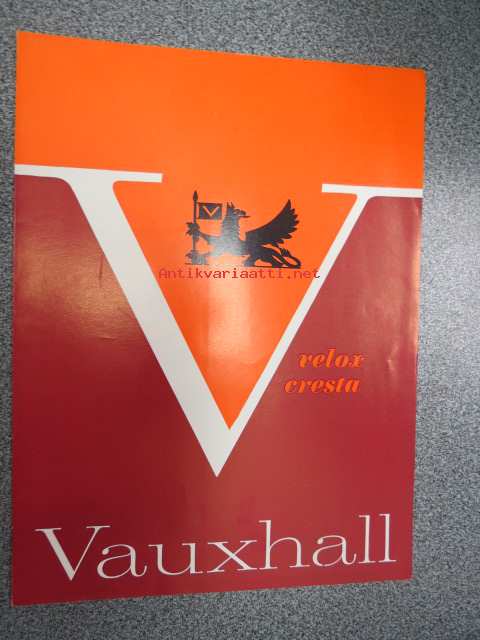 V
V
Antikvariaatti.net
velox
cresta
Vauxhall